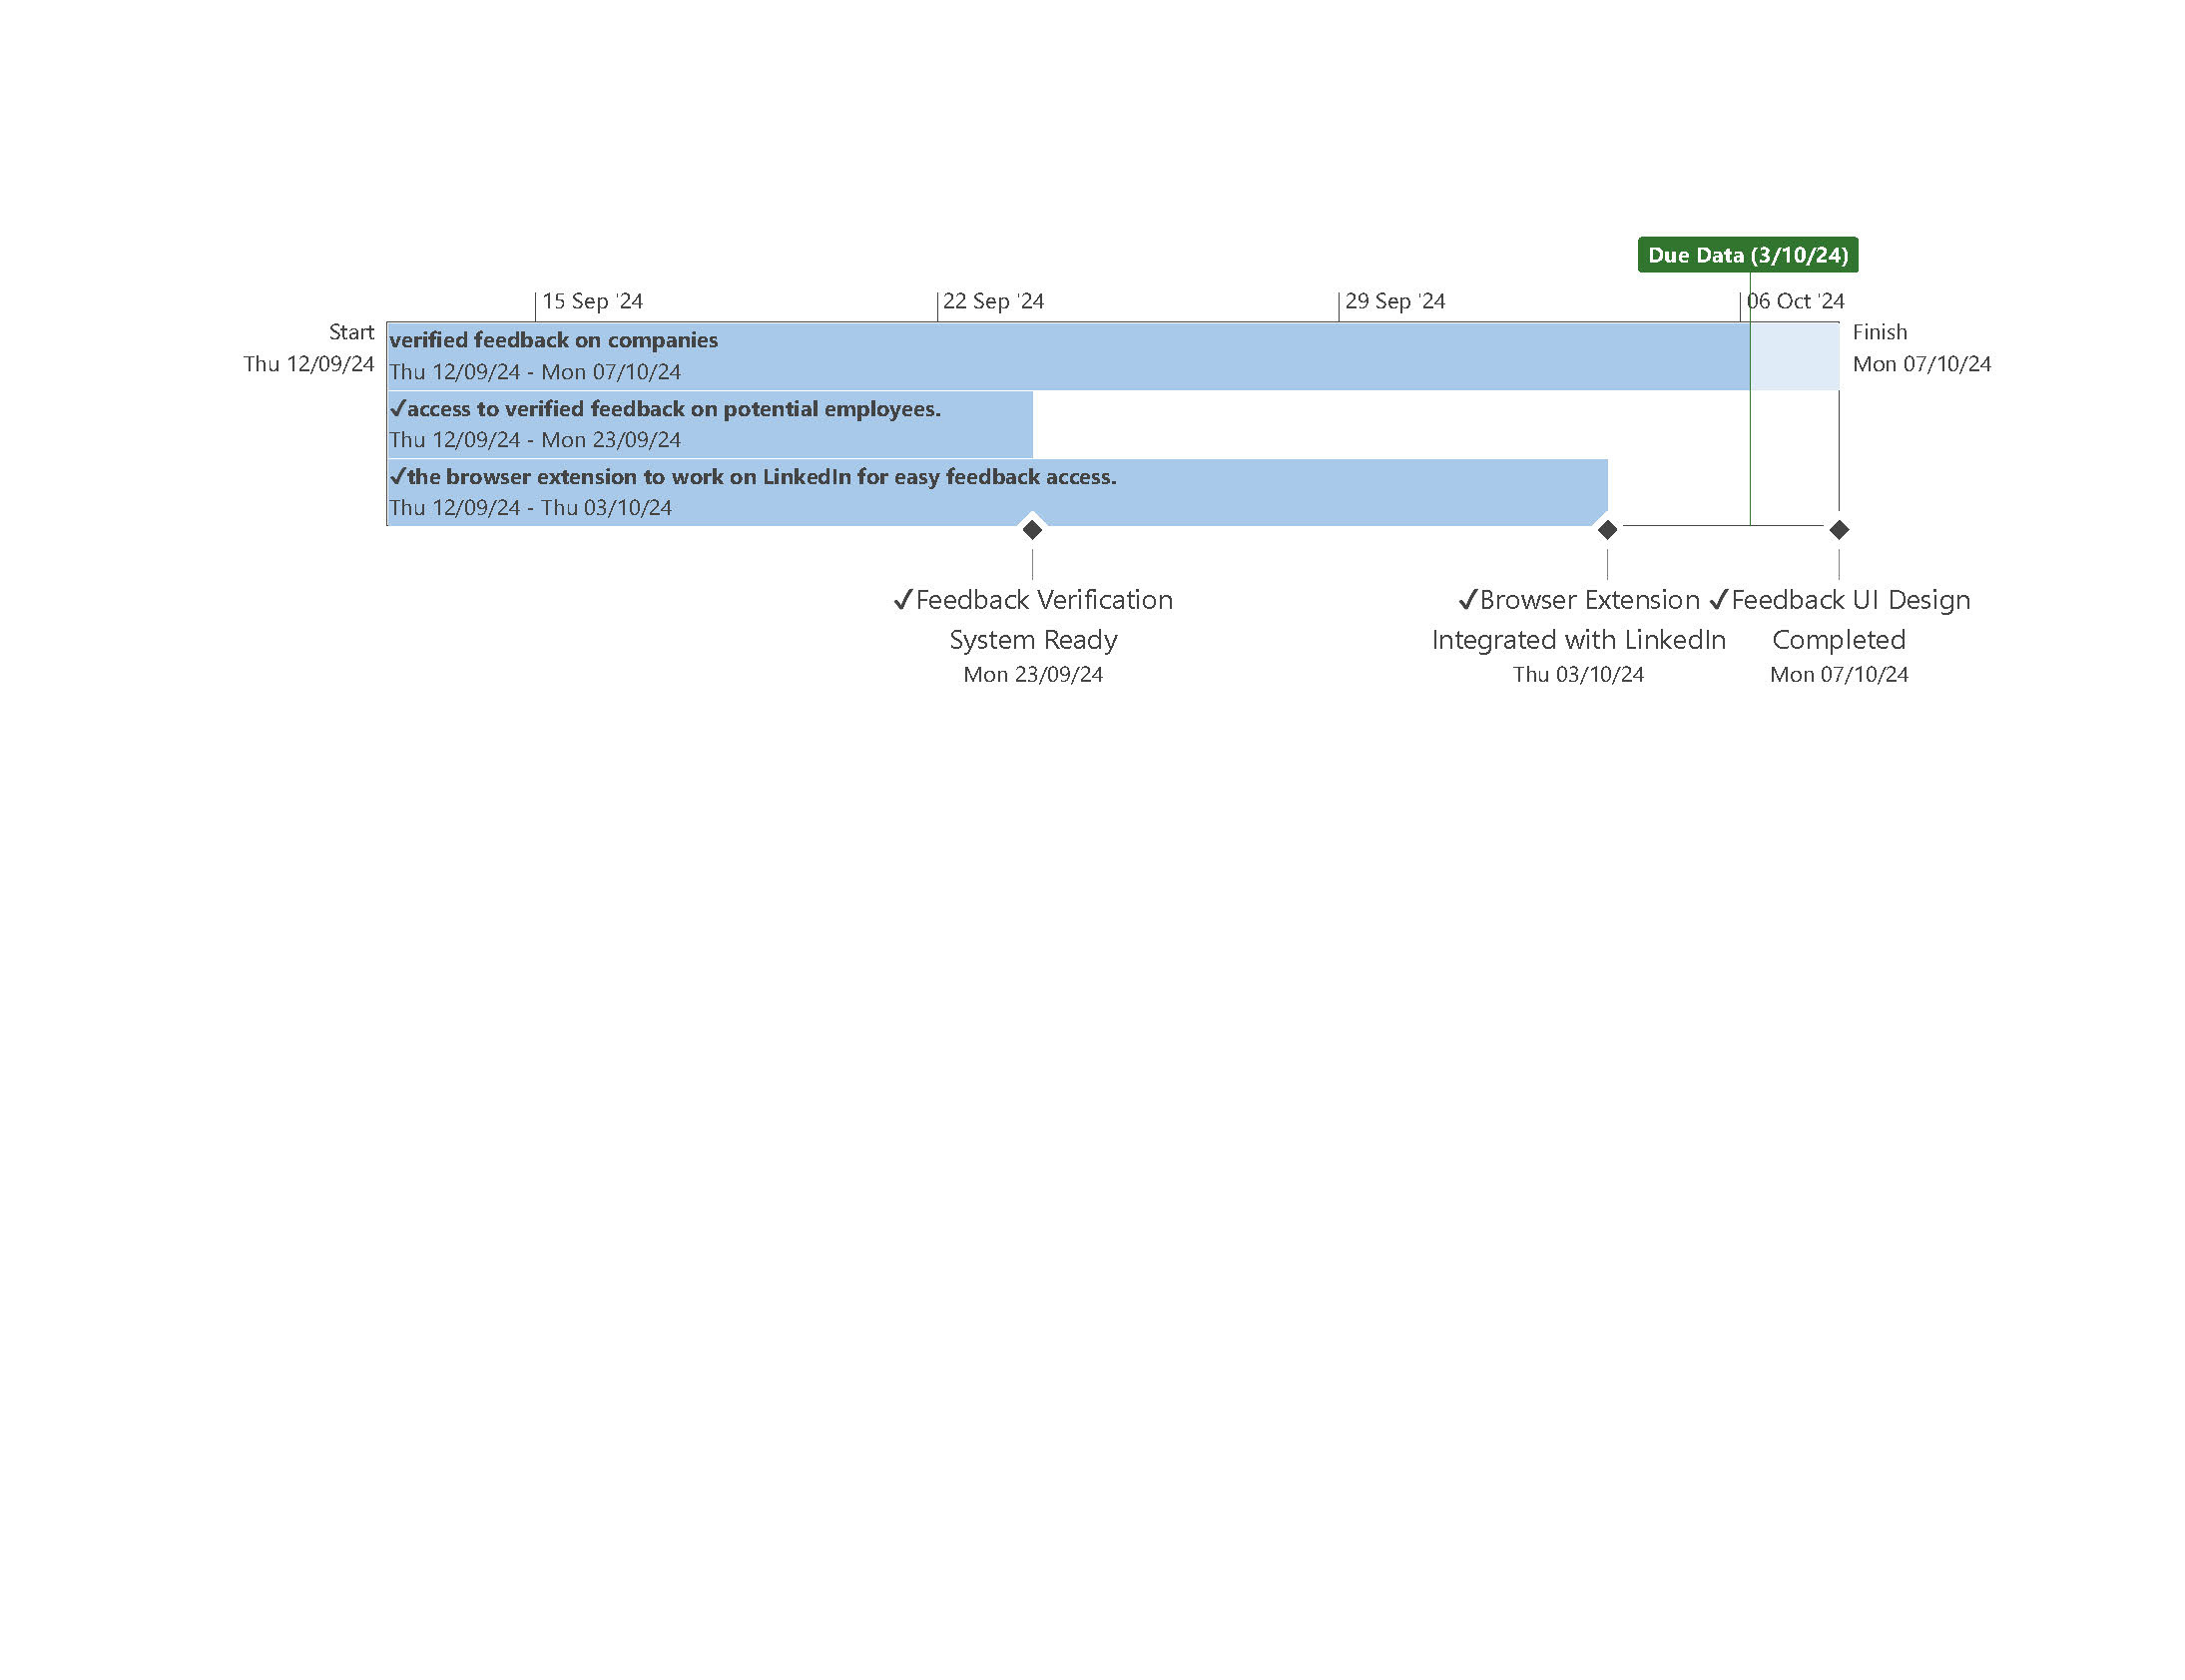 Due Data (3/10/24)
15 Sep '24
22 Sep '24
29 Sep '24
06 Oct '24
Start
Thu 12/09/24
verified feedback on companies
Thu 12/09/24 - Mon 07/10/24
Finish
Mon 07/10/24
✓access to verified feedback on potential employees.
Thu 12/09/24 - Mon 23/09/24
✓the browser extension to work on LinkedIn for easy feedback access.
Thu 12/09/24 - Thu 03/10/24
✓Feedback Verification
System Ready
Mon 23/09/24
✓Browser Extension
Integrated with LinkedIn
Thu 03/10/24
✓Feedback UI Design
Completed
Mon 07/10/24